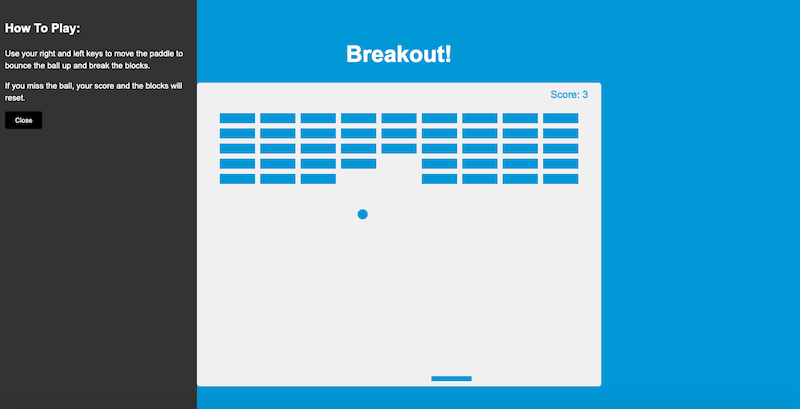 How To Play:
Use your right and left keys to move the paddle to
bounce the ball up and break the blocks.
If you miss the ball, your score and the blocks will
reset.
Close
Breakout!
Score: 3